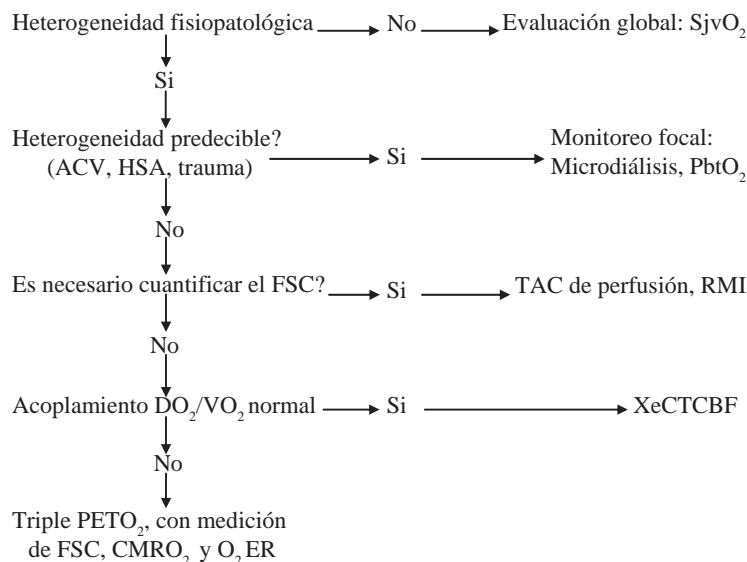 Heterogeneidad fisiopatológica No Evaluación global: SjvO₂
Si
Heterogeneidad predecible?
(ACV, HSA, trauma) Si Monitoreo focal:
Microdiálisis, PbtO₂
No
Es necesario cuantificar el FSC? Si TAC de perfusión, RMI
No
Acoplamiento DO₂/VO₂ normal Si XeCTCBF
No
Triple PETO₂, con medición
de FSC, CMRO₂ y O₂ ER